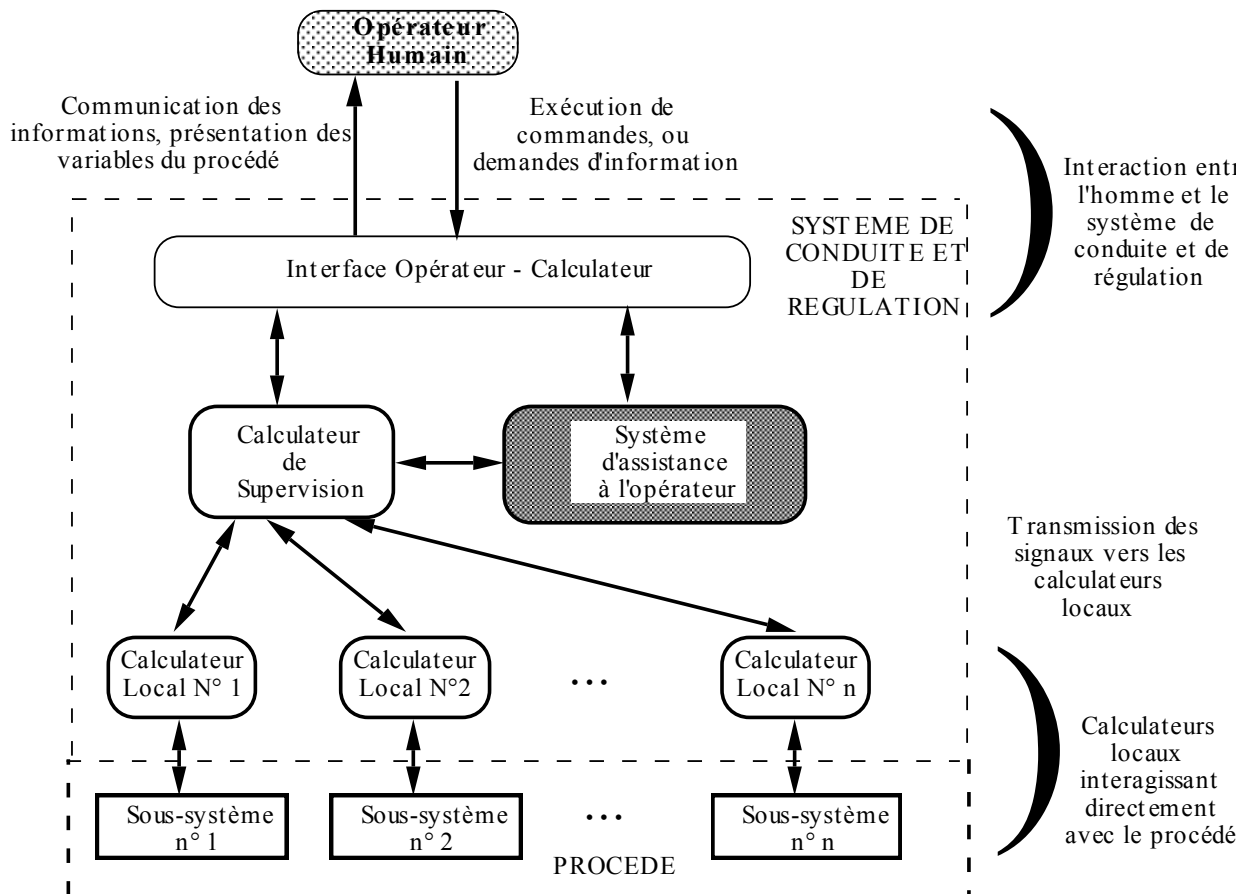 Opérateur
Humain
Communication des
informations, présentation des
variables du procédé
Exécution de
commandes, ou
demandes d'information
Interaction entr
l'homme et le
système de
conduite et de
régulation
SYSTEME DE
CONDUITE ET
DE
REGULATION
Interface Opérateur - Calculateur
Calculateur
de
Supervision
Système
d'assistance
à l'opérateur
Transmission des
signaux vers les
calculateurs
locaux
Calculateur
Local N° 1
Calculateur
Local N°2
...
Calculateur
Local N° n
Calculateurs
locaux
interagissant
directement
avec le procédé
Sous-système
n° 1
Sous-système
n° 2
...
Sous-système
n° n
PROCEDE